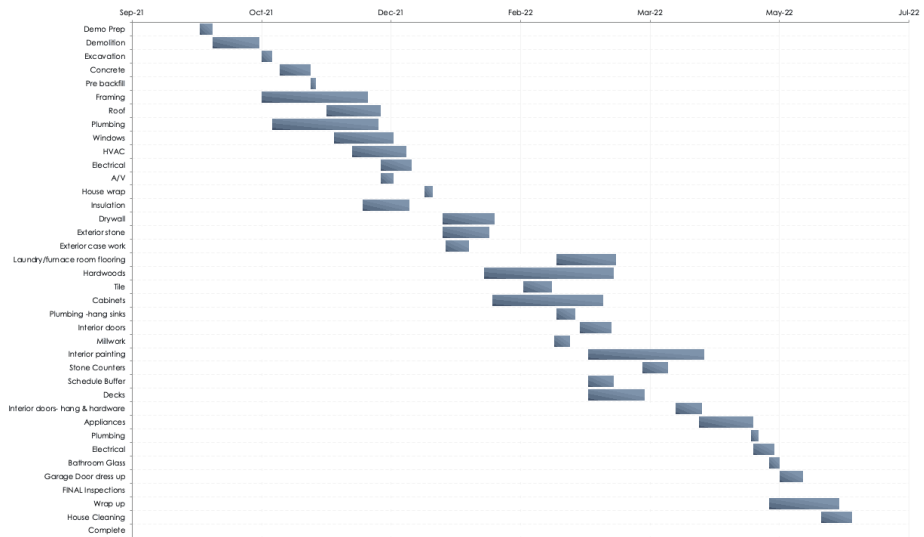 Sep-21 Oct-21 Dec-21 Feb-22 Mar-22 May-22 Jul-22
Demo Prep
Demolition
Excavation
Concrete
Pre backfill
Framing
Roof
Plumbing
Windows
HVAC
Electrical
A/V
House wrap
Insulation
Drywall
Exterior stone
Exterior case work
Laundry/furnace room flooring
Hardwoods
Tile
Cabinets
Plumbing -hang sinks
Interior doors
Millwork
Interior painting
Stone Counters
Schedule Buffer
Decks
Interior doors- hang & hardware
Appliances
Plumbing
Electrical
Bathroom Glass
Garage Door dress up
FINAL Inspections
Wrap up
House Cleaning
Complete